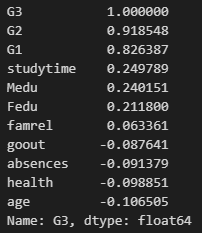 G3 1.000000
G2 0.918548
G1 0.826387
studytime 0.249789
Medu 0.240151
Fedu 0.211800
famrel 0.063361
goout -0.087641
absences -0.091379
health -0.098851
age -0.106505
Name: G3, dtype: float64